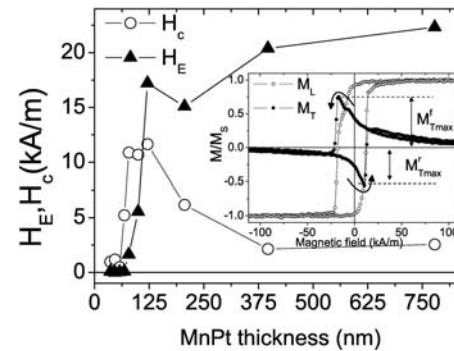 H_E, H_c (kA/m)
25
20
15
10
5
0
H_c
H_E
0 125 250 375 500 625 750
MnPt thickness (nm)
M/M_S
1.0
0.5
0.0
-0.5
-1.0
M_L
M_T
M^f_Tmax
M^r_Tmax
-100 -50 0 50 100
Magnetic field (kA/m)